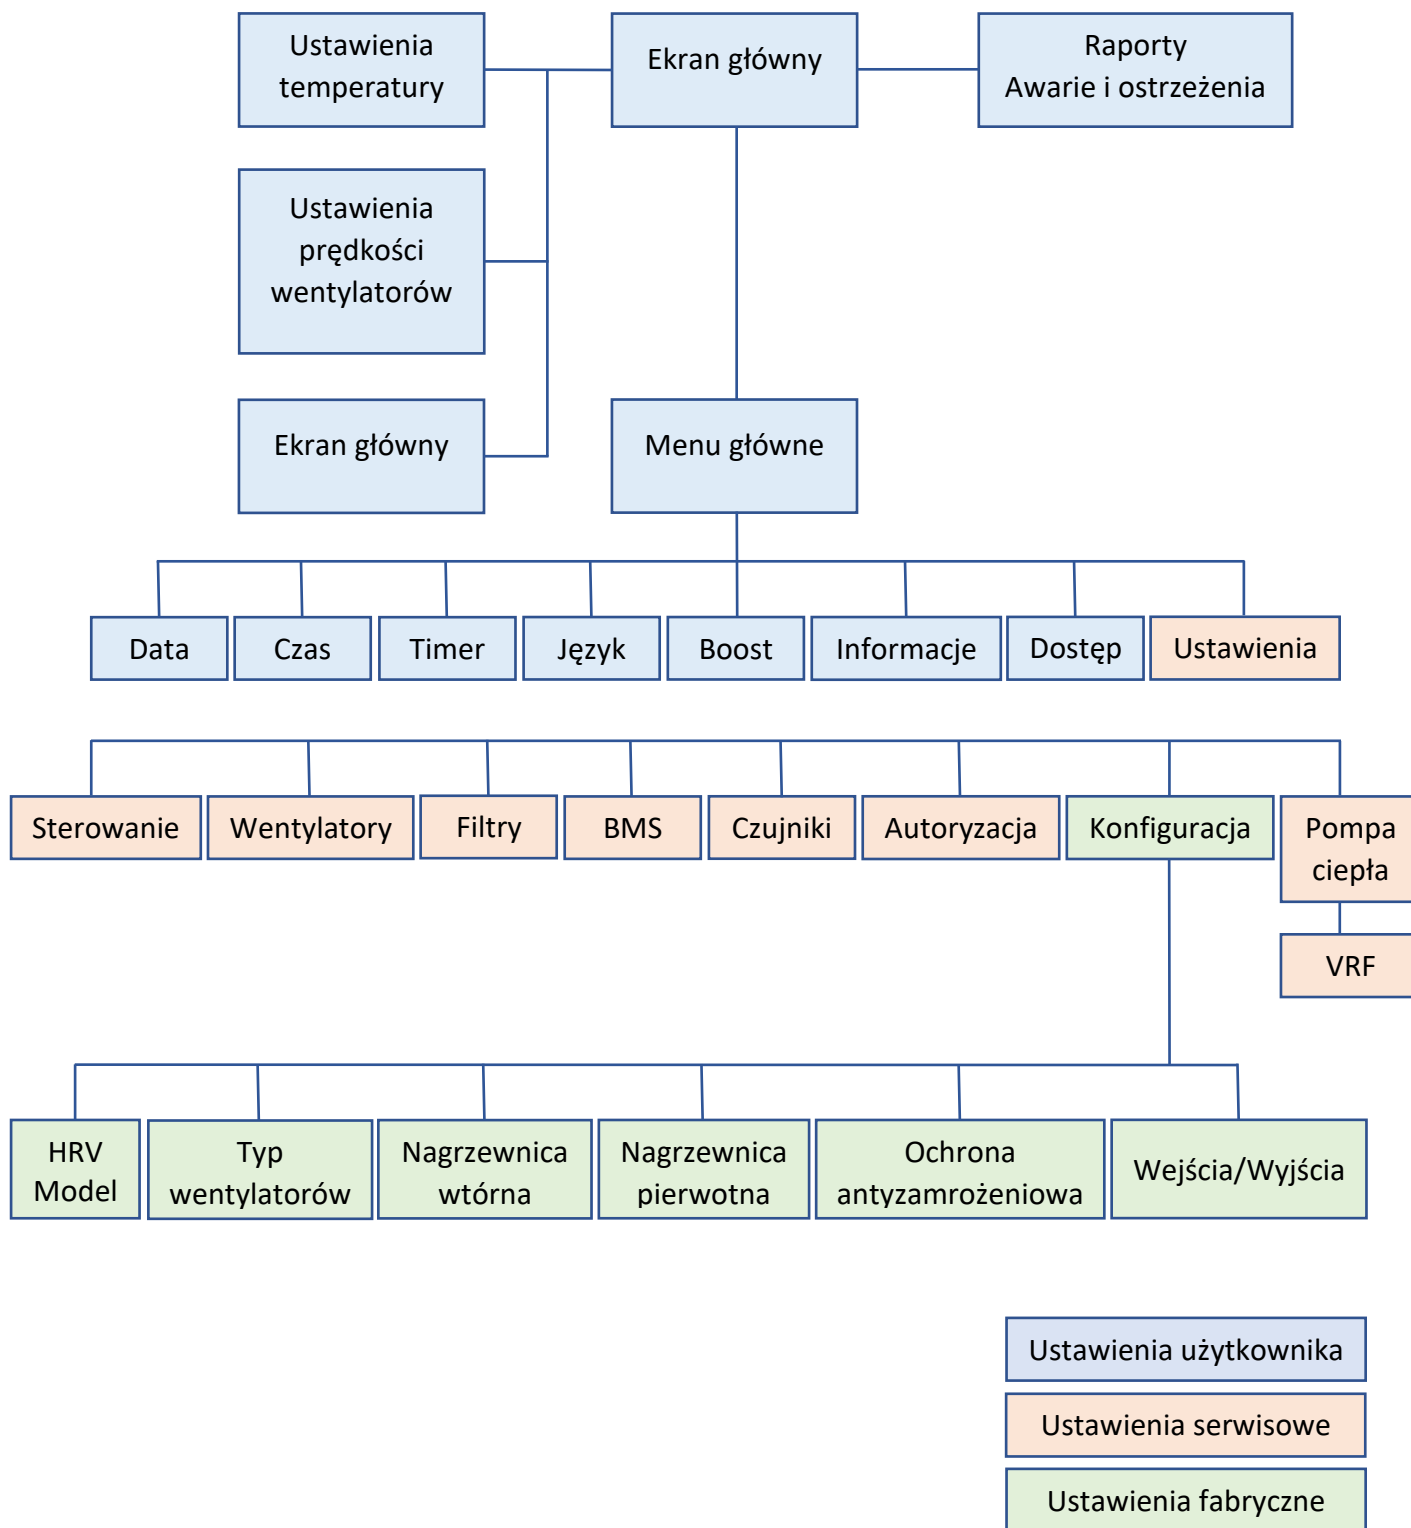 Ustawienia
temperatury
Ekran główny
Raporty
Awarie i ostrzeżenia
Ustawienia
prędkości
wentylatorów
Ekran główny
Menu główne
Data
Czas
Timer
Język
Boost
Informacje
Dostęp
Ustawienia
Sterowanie
Wentylatory
Filtry
BMS
Czujniki
Autoryzacja
Konfiguracja
Pompa
ciepła
VRF
HRV
Model
Typ
wentylatorów
Nagrzewnica
wtórna
Nagrzewnica
pierwotna
Ochrona
antyzamrożeniowa
Wejścia/Wyjścia
Ustawienia użytkownika
Ustawienia serwisowe
Ustawienia fabryczne